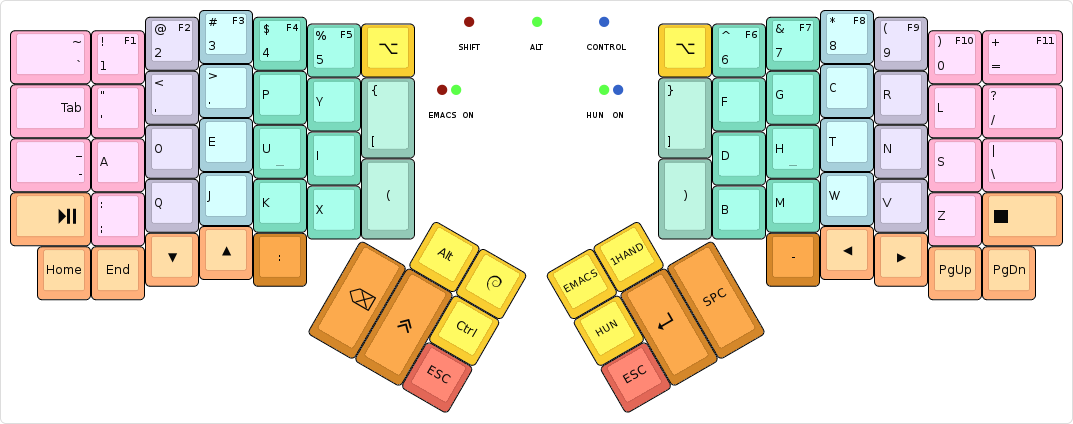 ~ ! F1 @ F2 # F3 $ F4 % F5 ⌥
` 1 2 3 4 5
SHIFT ALT CONTROL
⌥ ^ F6 & F7 * F8 ( F9 ) F10 + F11
6 7 8 9 0 =
Tab " ' < , > . P Y { [
EMACS ON HUN ON
} ] F G C R L ? /
_ - A O E U _ I
D H _ T N S | \
⏯ : ; Q J K X (
) B M W V Z ■
Home End ▼ ▲ :
- ◀ ▶ PgUp PgDn
Alt
Ctrl
ESC
EMACS 1HAND
HUN ↵ SPC
ESC